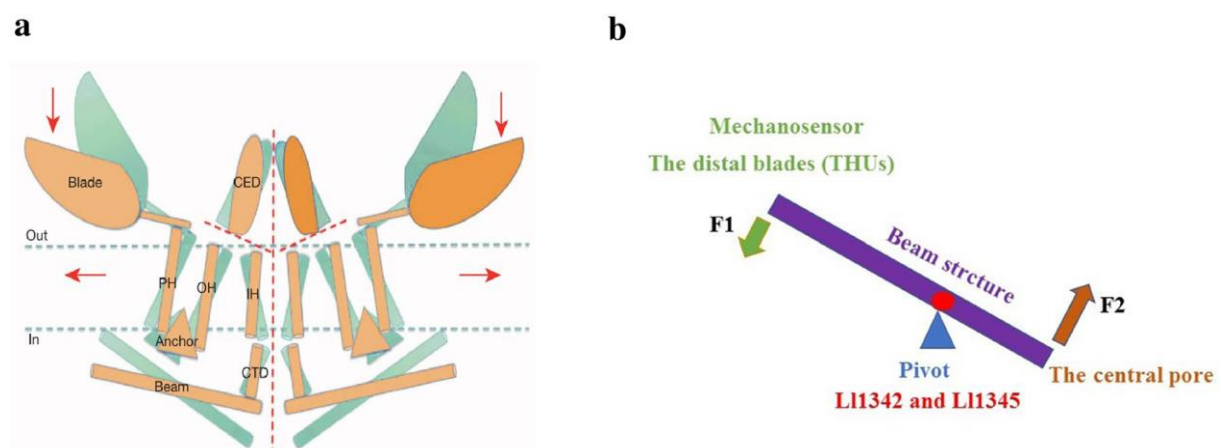 a
Blade
CED
Out
PH
OH
IH
In
Anchor
CTD
Beam
b
Mechanosensor
The distal blades (THUs)
F1
Beam strcture
F2
Pivot
The central pore
Ll1342 and Ll1345